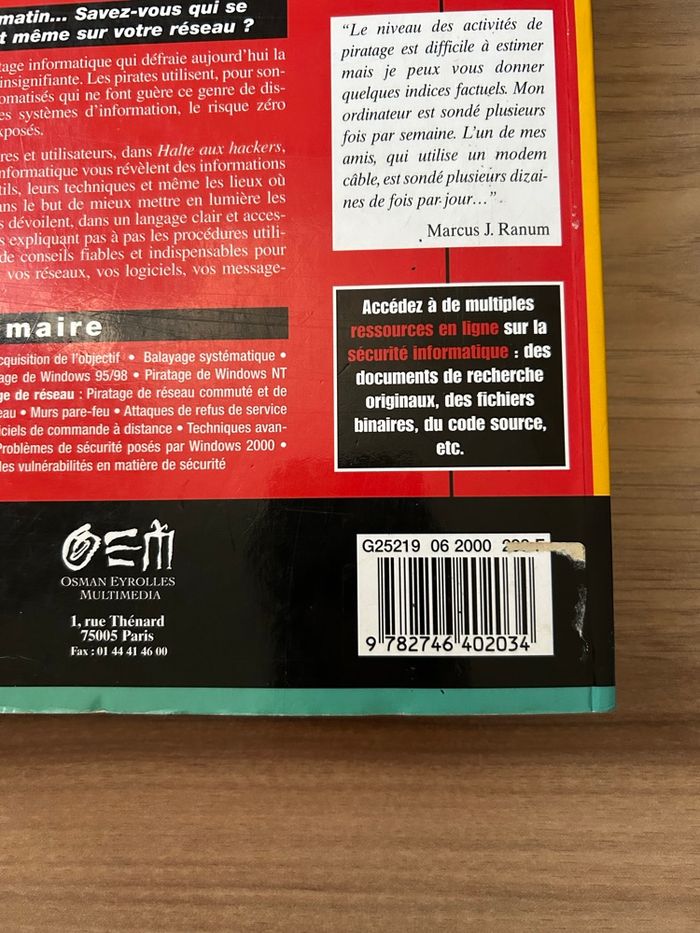 matin... Savez-vous qui se
t même sur votre réseau ?
tage informatique qui défraie aujourd'hui la
insignifiante. Les pirates utilisent, pour son-
omatisés qui ne font guère ce genre de dis-
es systèmes d'information, le risque zéro
xposés.
res et utilisateurs, dans Halte aux hackers,
nformatique vous révèlent des informations
tils, leurs techniques et même les lieux où
ans le but de mieux mettre en lumière les
s dévoilent, dans un langage clair et acces-
s expliquant pas à pas les procédures utili-
de conseils fiables et indispensables pour
vos réseaux, vos logiciels, vos message-
maire
cquisition de l'objectif • Balayage systématique •
age de Windows 95/98 • Piratage de Windows NT
ge de réseau : Piratage de réseau commuté et de
eau • Murs pare-feu • Attaques de refus de service
iciels de commande à distance • Techniques avan-
Problèmes de sécurité posés par Windows 2000 •
les vulnérabilités en matière de sécurité
"Le niveau des activités de
piratage est difficile à estimer
mais je peux vous donner
quelques indices factuels. Mon
ordinateur est sondé plusieurs
fois par semaine. L'un de mes
amis, qui utilise un modem
câble, est sondé plusieurs dizai-
nes de fois par jour..."
Marcus J. Ranum
Accédez à de multiples
ressources en ligne sur la
sécurité informatique : des
documents de recherche
originaux, des fichiers
binaires, du code source,
etc.
OEM
OSMAN EYROLLES
MULTIMEDIA
1, rue Thénard
75005 Paris
Fax : 01 44 41 46 00
G25219 06 2000
9 782746 402034